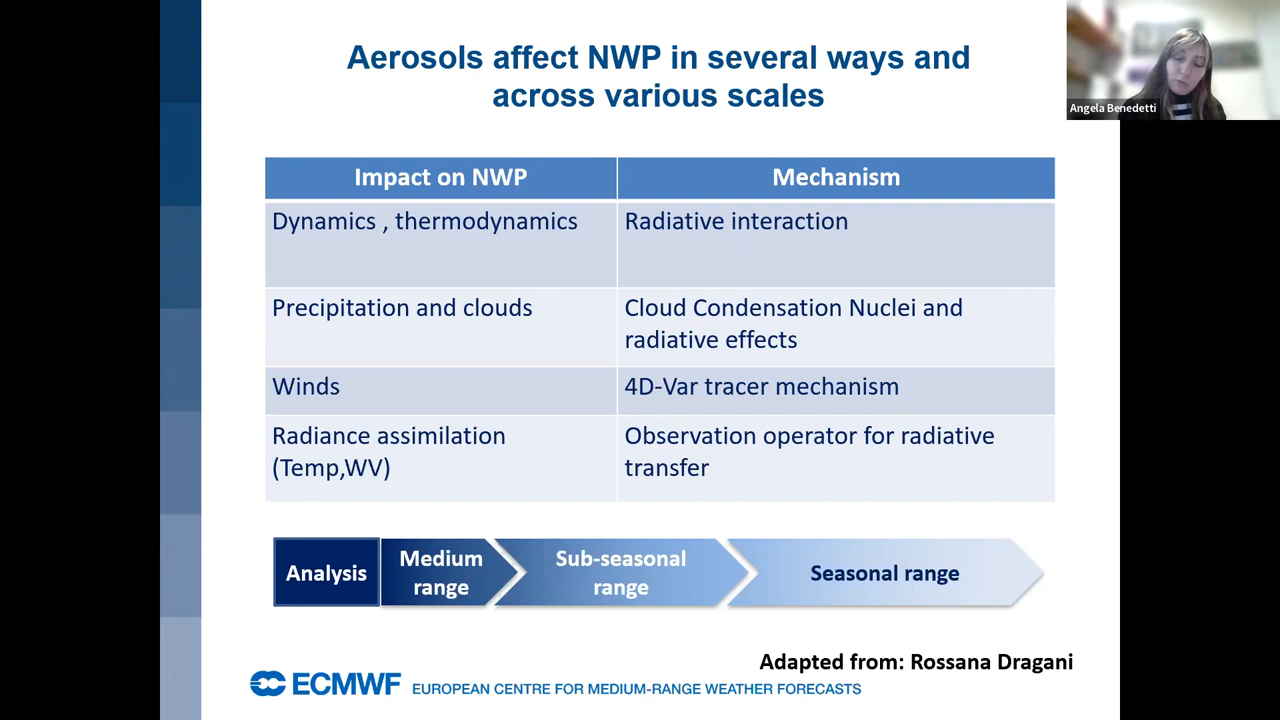 Aerosols affect NWP in several ways and
across various scales
Angela Benedetti
Impact on NWP
Mechanism
Dynamics , thermodynamics
Radiative interaction
Precipitation and clouds
Cloud Condensation Nuclei and
radiative effects
Winds
4D-Var tracer mechanism
Radiance assimilation
(Temp,WV)
Observation operator for radiative
transfer
Analysis
Medium
range
Sub-seasonal
range
Seasonal range
Adapted from: Rossana Dragani
ECMWF EUROPEAN CENTRE FOR MEDIUM-RANGE WEATHER FORECASTS